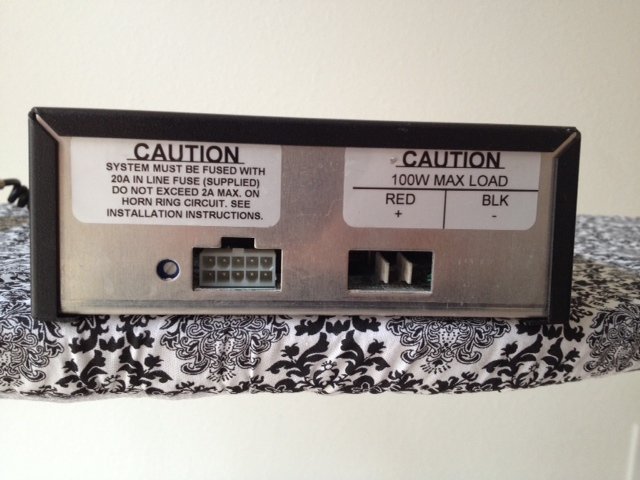 CAUTION
SYSTEM MUST BE FUSED WITH
20A IN LINE FUSE (SUPPLIED)
DO NOT EXCEED 2A MAX. ON
HORN RING CIRCUIT. SEE
INSTALLATION INSTRUCTIONS.
CAUTION
100W MAX LOAD
RED BLK
+ -